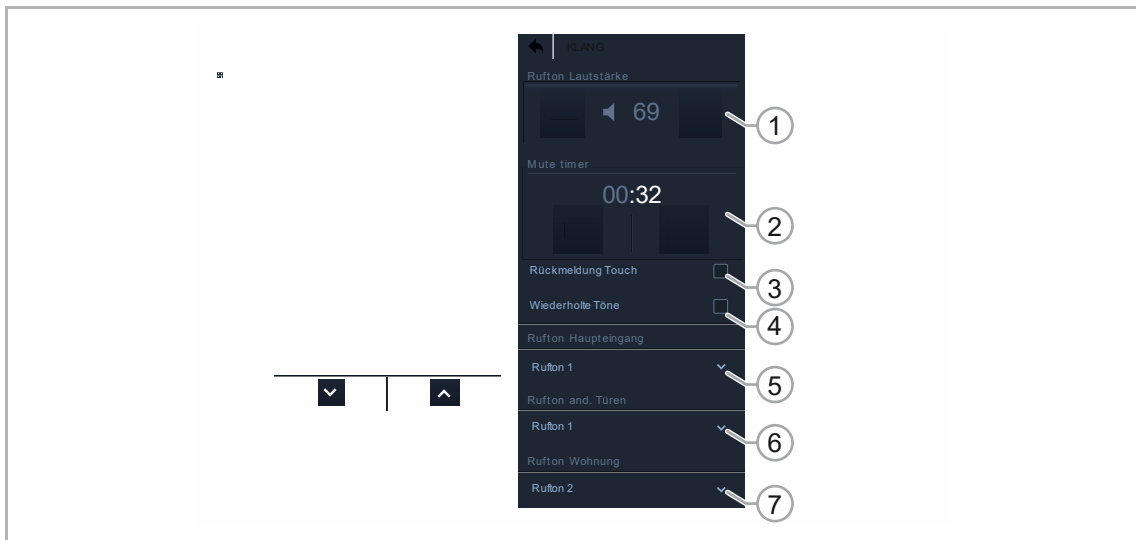 KLANG
Rufton Lautstärke
69
1
Mute timer
00:32
2
Rückmeldung Touch
3
Wiederholte Töne
4
Rufton Haupteingang
Rufton 1
5
Rufton and. Türen
Rufton 1
6
Rufton Wohnung
Rufton 2
7